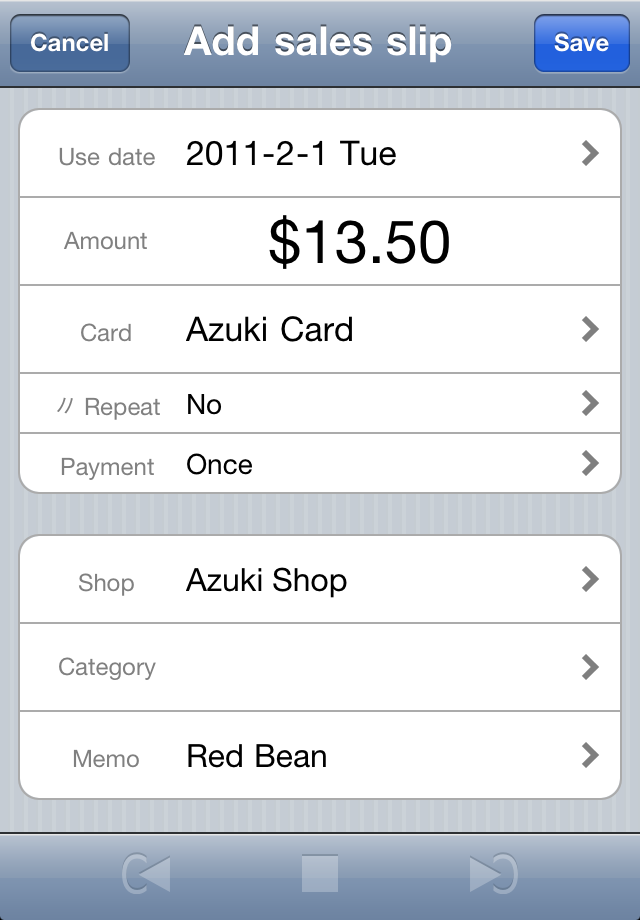 Cancel Add sales slip Save
Use date 2011-2-1 Tue
Amount $13.50
Card Azuki Card
〃 Repeat No
Payment Once
Shop Azuki Shop
Category
Memo Red Bean